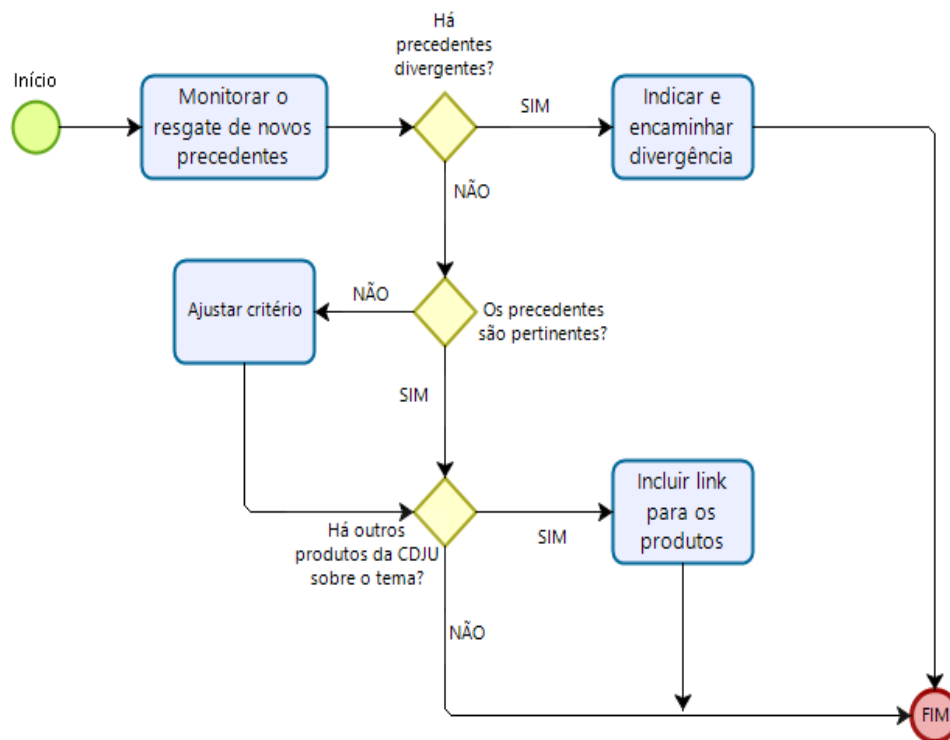 Há
precedentes
divergentes?
Início
Monitorar o
resgate de novos
precedentes
SIM
Indicar e
encaminhar
divergência
NÃO
Ajustar critério
NÃO
Os precedentes
são pertinentes?
SIM
Há outros
produtos da CDJU
sobre o tema?
SIM
Incluir link
para os
produtos
NÃO
FIM